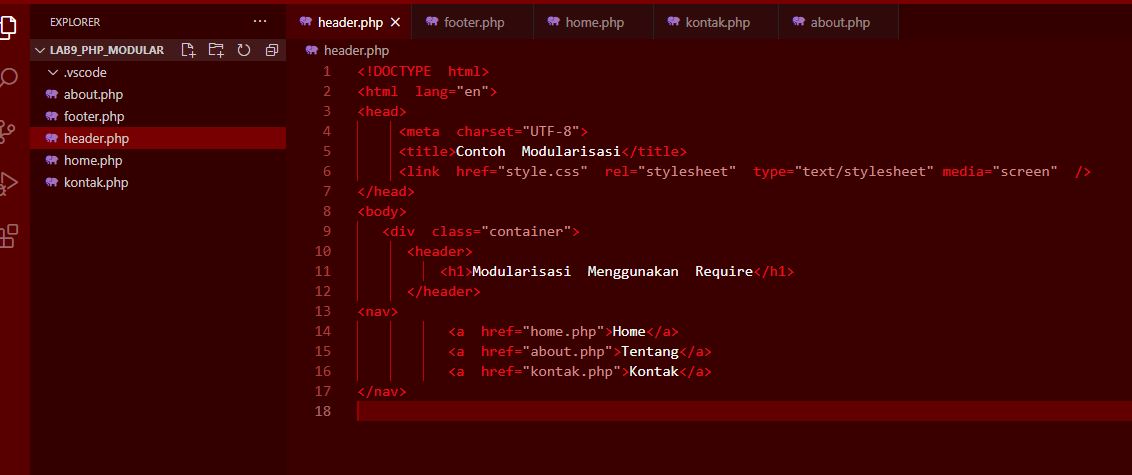 EXPLORER ...
LAB9_PHP_MODULAR
.vscode
about.php
footer.php
header.php
home.php
kontak.php
header.php footer.php home.php kontak.php about.php
header.php
1 <!DOCTYPE html>
2 <html lang="en">
3 <head>
4 <meta charset="UTF-8">
5 <title>Contoh Modularisasi</title>
6 <link href="style.css" rel="stylesheet" type="text/stylesheet" media="screen" />
7 </head>
8 <body>
9 <div class="container">
10 <header>
11 <h1>Modularisasi Menggunakan Require</h1>
12 </header>
13 <nav>
14 <a href="home.php">Home</a>
15 <a href="about.php">Tentang</a>
16 <a href="kontak.php">Kontak</a>
17 </nav>
18